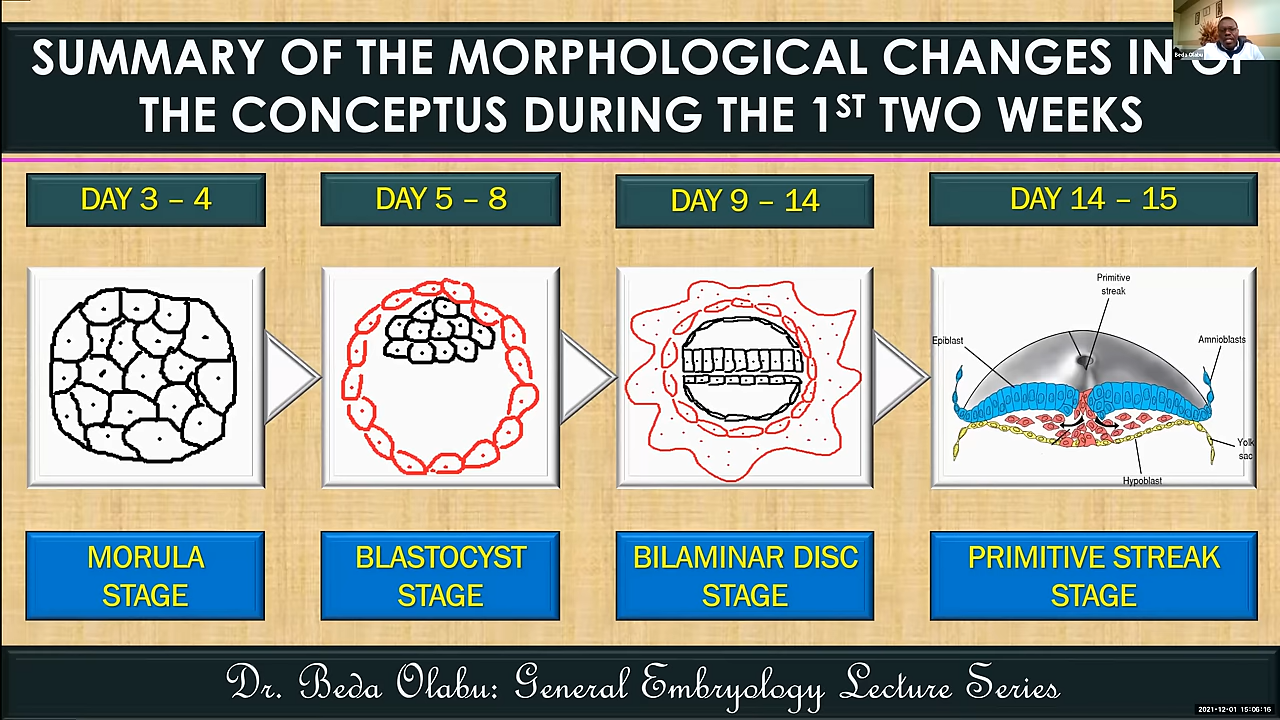 SUMMARY OF THE MORPHOLOGICAL CHANGES IN OF
THE CONCEPTUS DURING THE 1ST TWO WEEKS
Beda Olabu
DAY 3 – 4
DAY 5 – 8
DAY 9 – 14
DAY 14 – 15
Primitive
streak
Epiblast
Amnioblasts
Yolk
sac
Hypoblast
MORULA
STAGE
BLASTOCYST
STAGE
BILAMINAR DISC
STAGE
PRIMITIVE STREAK
STAGE
Dr. Beda Olabu: General Embryology Lecture Series
2021-12-01 15:06:16